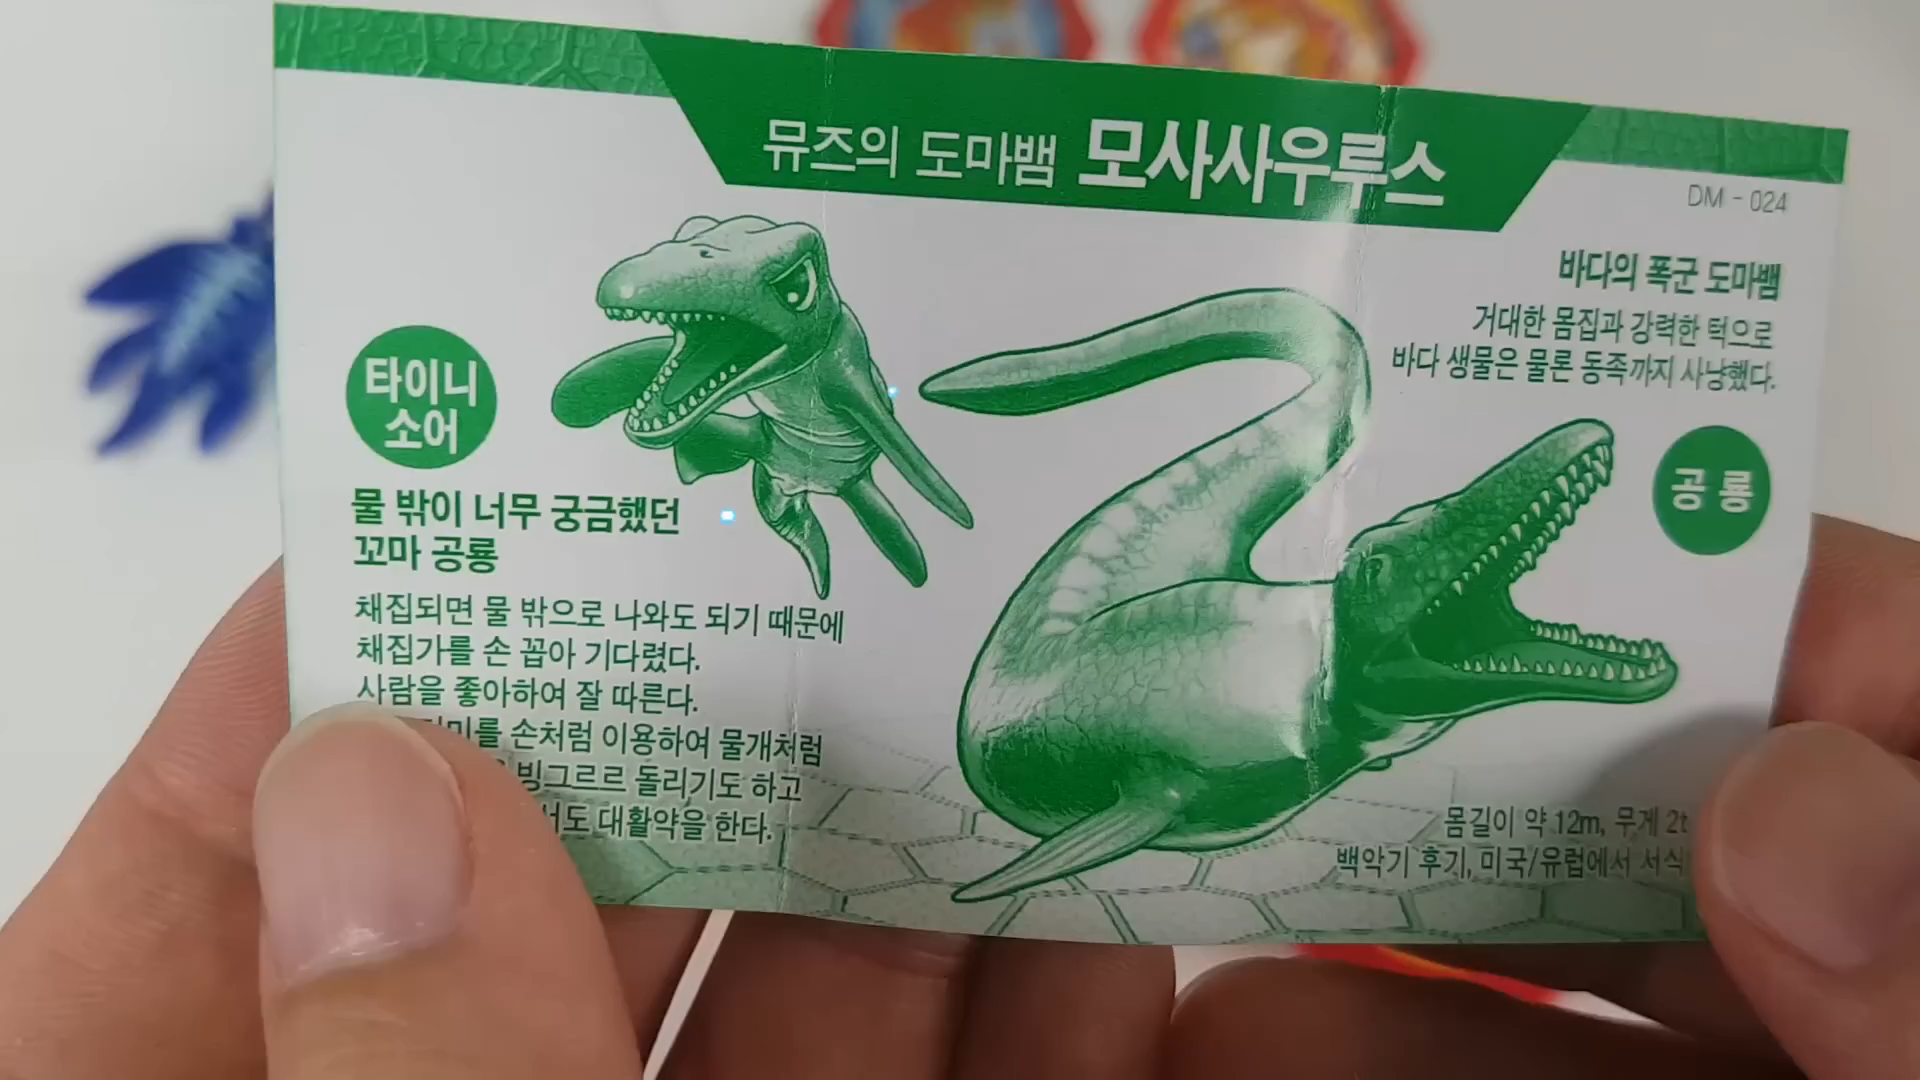 뮤즈의 도마뱀 모사사우루스
DM - 024
바다의 폭군 도마뱀
거대한 몸집과 강력한 턱으로
바다 생물은 물론 동족까지 사냥했다.
공룡
타이니
소어
물 밖이 너무 궁금했던
꼬마 공룡
채집되면 물 밖으로 나와도 되기 때문에
채집가를 손 꼽아 기다렸다.
사람을 좋아하여 잘 따른다.
손처럼 이용하여 물개처럼
빙그르르 돌리기도 하고
대활약을 한다.
몸길이 약 12m, 무게 2t
백악기 후기, 미국/유럽에서 서식